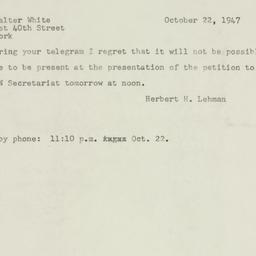 alter White October 22, 1947
st 40th Street
ork
ring your telegram I regret that it will not be possibl
e to be present at the presentation of the petition to
N Secretariat tomorrow at noon.
Herbert H. Lehman
by phone: 11:10 p.m. Oct. 22.